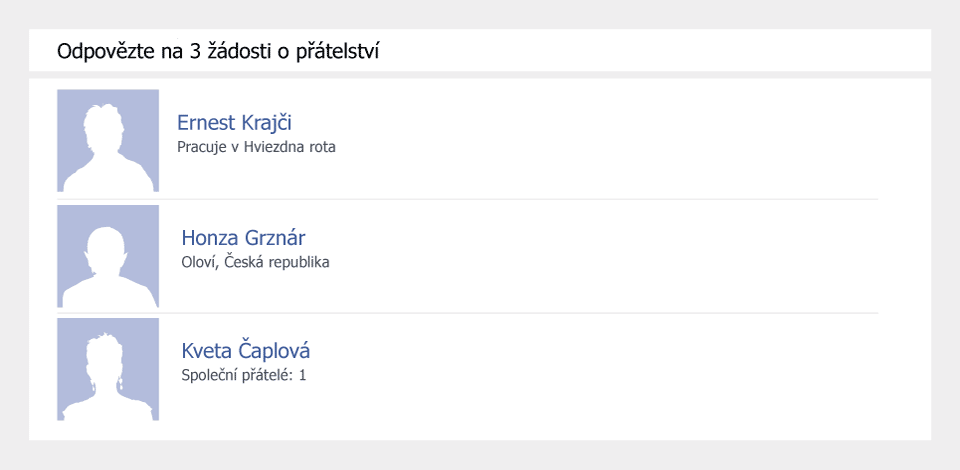 Odpovězte na 3 žádosti o přátelství
Ernest Krajči
Pracuje v Hviezdna rota
Honza Grznár
Oloví, Česká republika
Kveta Čaplová
Společní přátelé: 1